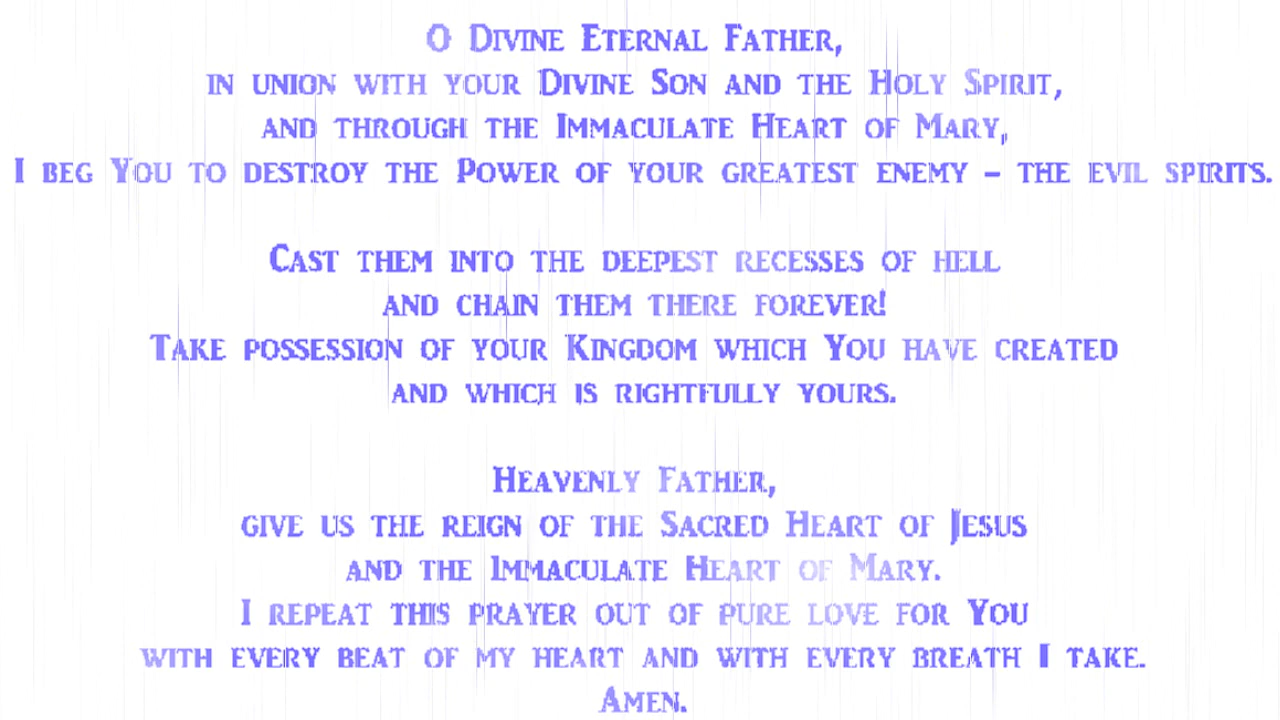 O Divine Eternal Father,
in union with your Divine Son and the Holy Spirit,
and through the Immaculate Heart of Mary,
I beg You to destroy the Power of your greatest enemy – the evil spirits.
Cast them into the deepest recesses of hell
and chain them there forever!
Take possession of your Kingdom which You have created
and which is rightfully yours.
Heavenly Father,
give us the reign of the Sacred Heart of Jesus
and the Immaculate Heart of Mary.
I repeat this prayer out of pure love for You
with every beat of my heart and with every breath I take.
Amen.